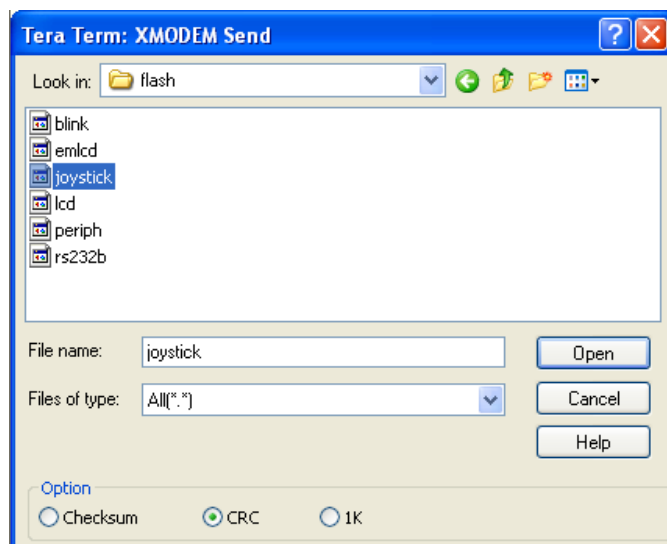 Tera Term: XMODEM Send
Look in: flash
blink
emlcd
joystick
lcd
periph
rs232b
File name: joystick Open
Files of type: All(*.*) Cancel
Help
Option
Checksum CRC 1K